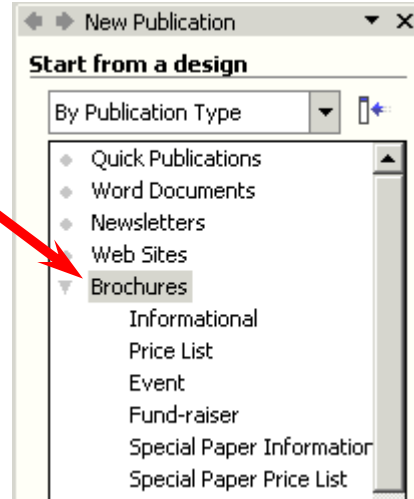 New Publication
Start from a design
By Publication Type
Quick Publications
Word Documents
Newsletters
Web Sites
Brochures
Informational
Price List
Event
Fund-raiser
Special Paper Information
Special Paper Price List